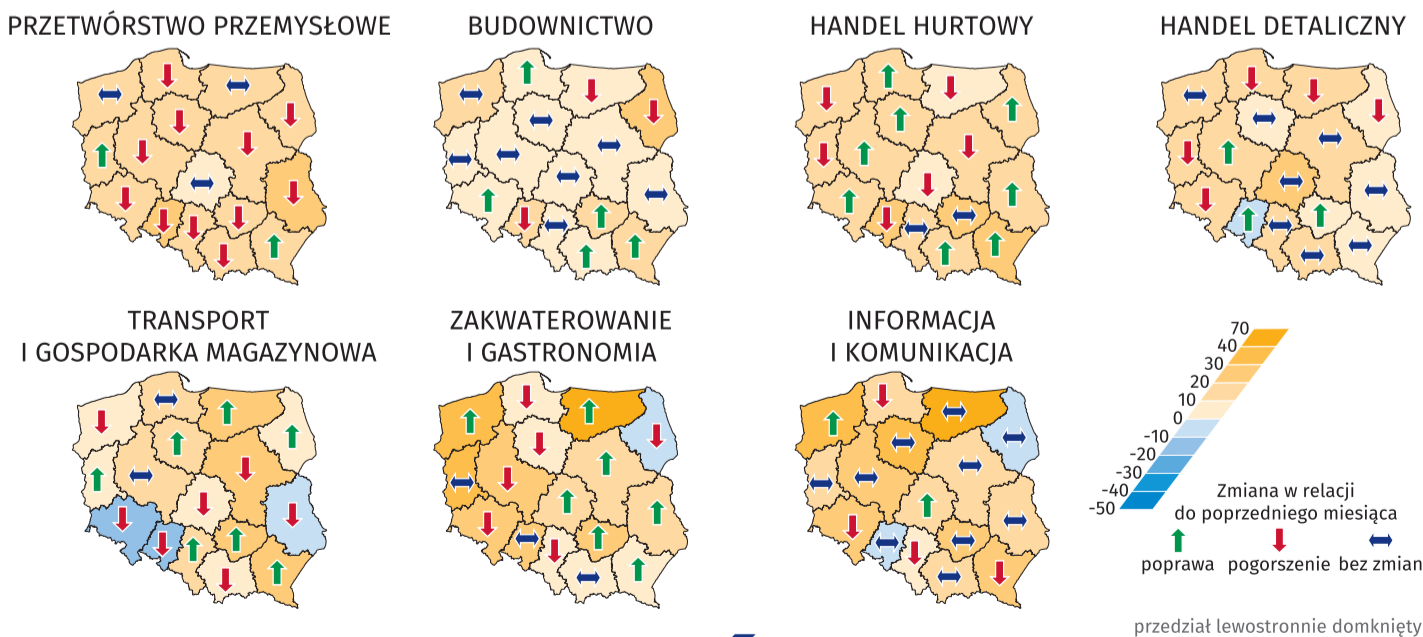 PRZETWÓRSTWO PRZEMYSŁOWE
BUDOWNICTWO
HANDEL HURTOWY
HANDEL DETALICZNY
TRANSPORT
I GOSPODARKA MAGAZYNOWA
ZAKWATEROWANIE
I GASTRONOMIA
INFORMACJA
I KOMUNIKACJA
70
40
30
20
10
0
-10
-20
-30
-40
-50
Zmiana w relacji
do poprzedniego miesiąca
poprawa pogorszenie bez zmian
przedział lewostronnie domknięty